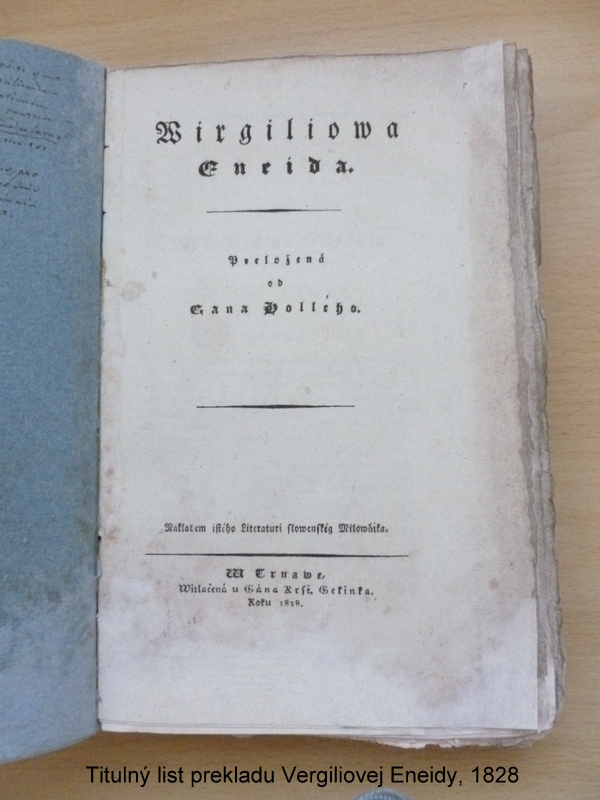 Wirgiliowa
Eneida.
Preložená
od
Gana Hollého.
Nákladem istého Literaturi slowenskég Milowňíka.
W Trnawe,
Witlačená u Gána Krst. Gelinka.
Roku 1828.
Titulný list prekladu Vergiliovej Eneidy, 1828